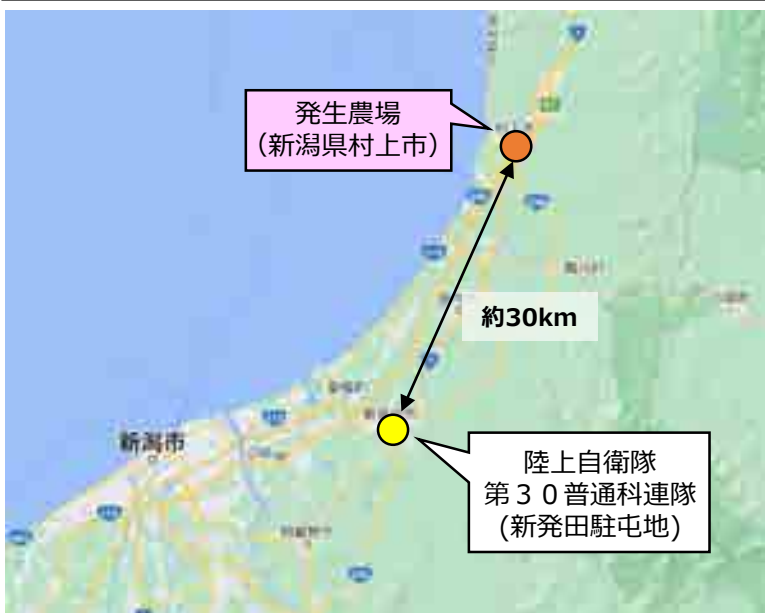 発生農場
（新潟県村上市）
約30km
新潟市
陸上自衛隊
第３０普通科連隊
(新発田駐屯地)